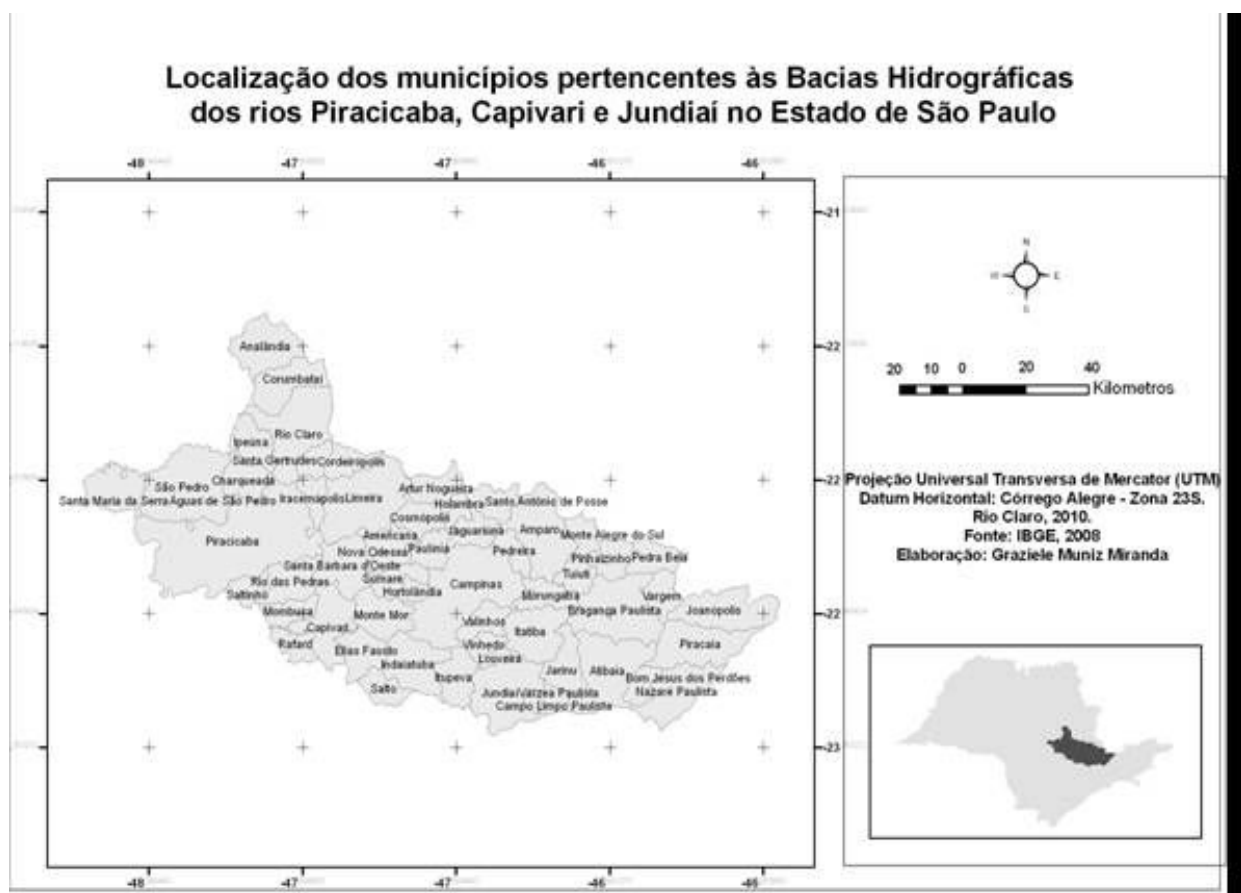 Localização dos municípios pertencentes às Bacias Hidrográficas
dos rios Piracicaba, Capivari e Jundiaí no Estado de São Paulo
-48 -47 -47 -46 -46
-21
-22
-22
-22
-23
Analândia
Corumbataí
Rio Claro
Ipeúna
Santa Gertrudes Cordeirópolis
Charqueada
São Pedro
Artur Nogueira
Santa Maria da Serra Águas de São Pedro Iracemápolis Limeira
Holambra Santo Antônio de Posse
Cosmópolis
Americana Jaguariúna Amparo Monte Alegre do Sul
Piracicaba
Nova Odessa Paulínia Pedreira
Pinhalzinho Pedra Bela
Santa Bárbara d'Oeste
Tuiuti
Rio das Pedras Sumaré Campinas
Saltinho Hortolândia Morungaba Vargem
Mombuca Monte Mor Bragança Paulista Joanopolis
Capivari Valinhos
Itatiba
Rafard Elias Fausto Vinhedo Piracaia
Indaiatuba Louveira
Itupeva Jarinu Atibaia
Bom Jesus dos Perdões
Salto Jundiaí Várzea Paulista Nazaré Paulista
Campo Limpo Paulista
-48 -47 -47 -46 -46
N
W E
S
20 10 0 20 40
Kilometros
Projeção Universal Transversa de Mercator (UTM)
Datum Horizontal: Córrego Alegre - Zona 23S.
Rio Claro, 2010.
Fonte: IBGE, 2008
Elaboração: Graziele Muniz Miranda